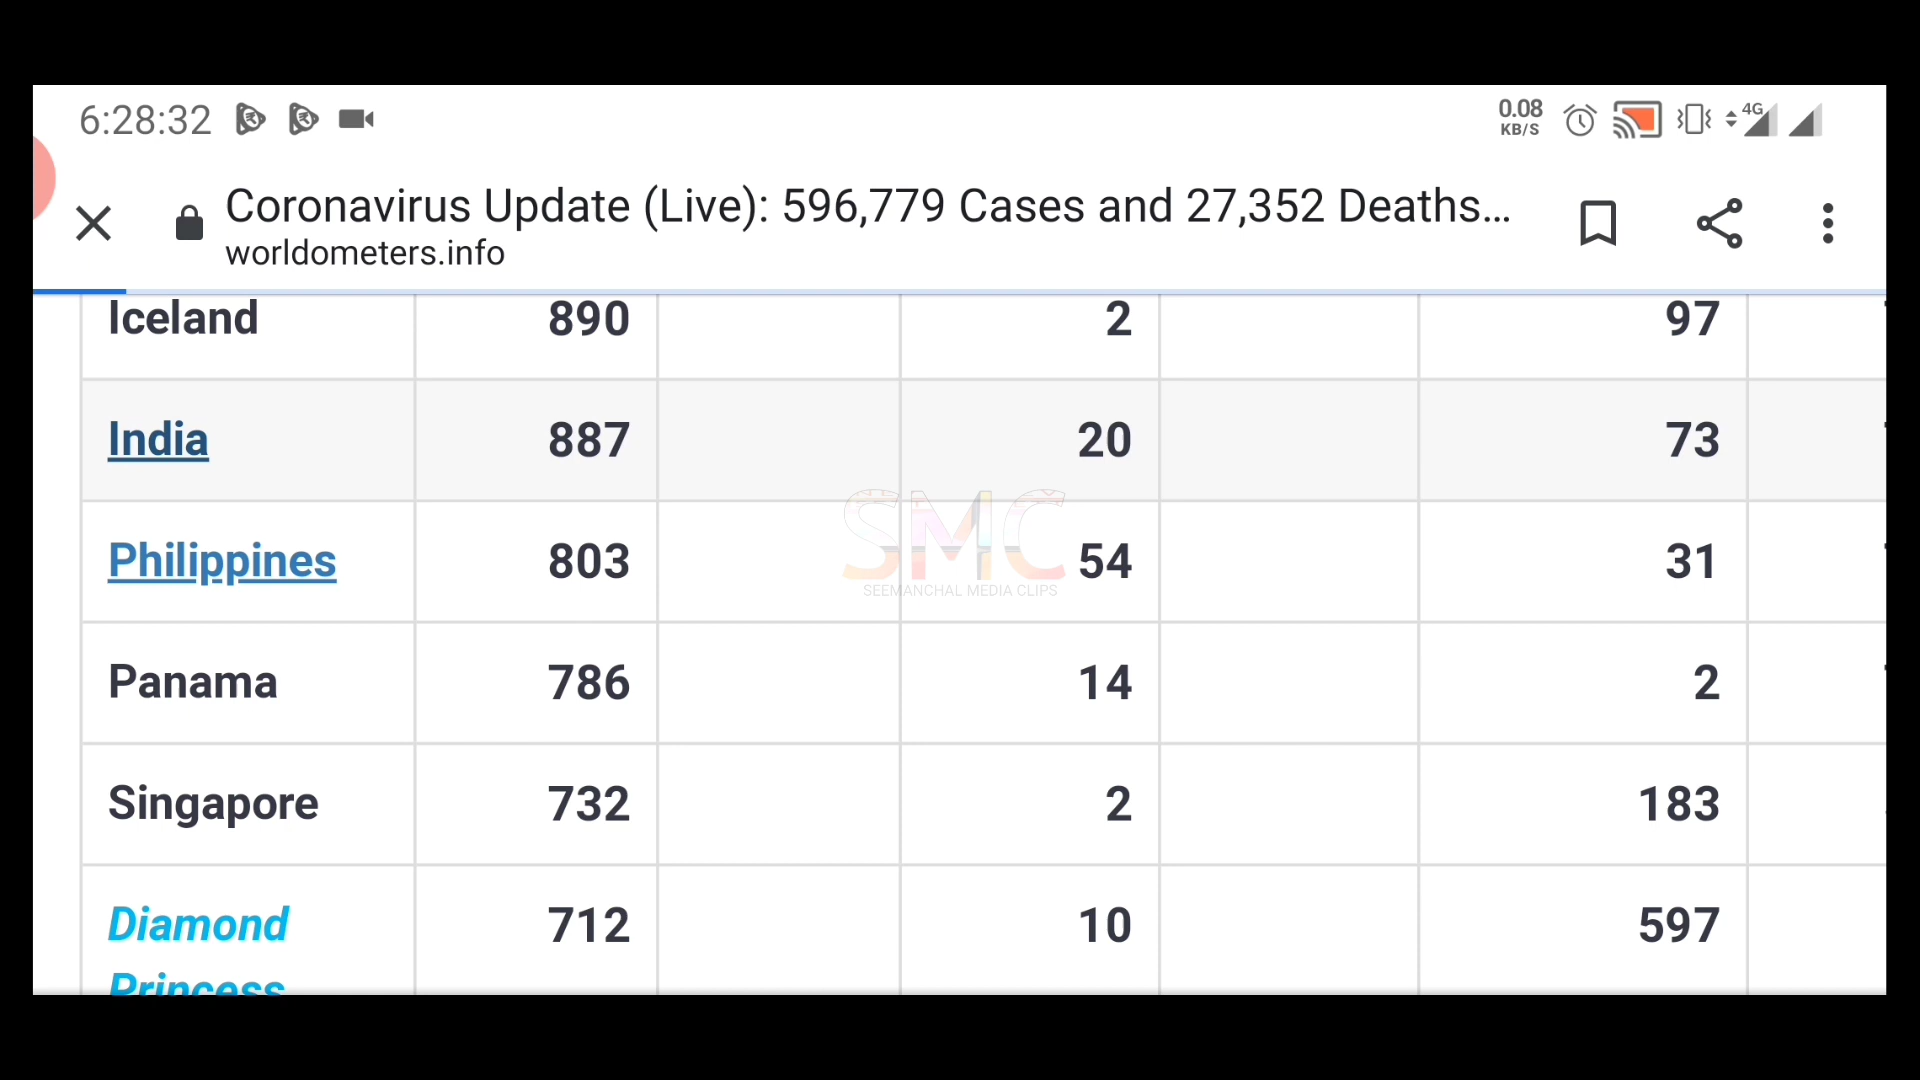 6:28:32
0.08
KB/S
4G
Coronavirus Update (Live): 596,779 Cases and 27,352 Deaths...
worldometers.info
Iceland 890 2 97
India 887 20 73
SMC
SEEMANCHAL MEDIA CLIPS
Philippines 803 54 31
Panama 786 14 2
Singapore 732 2 183
Diamond 712 10 597
Princess